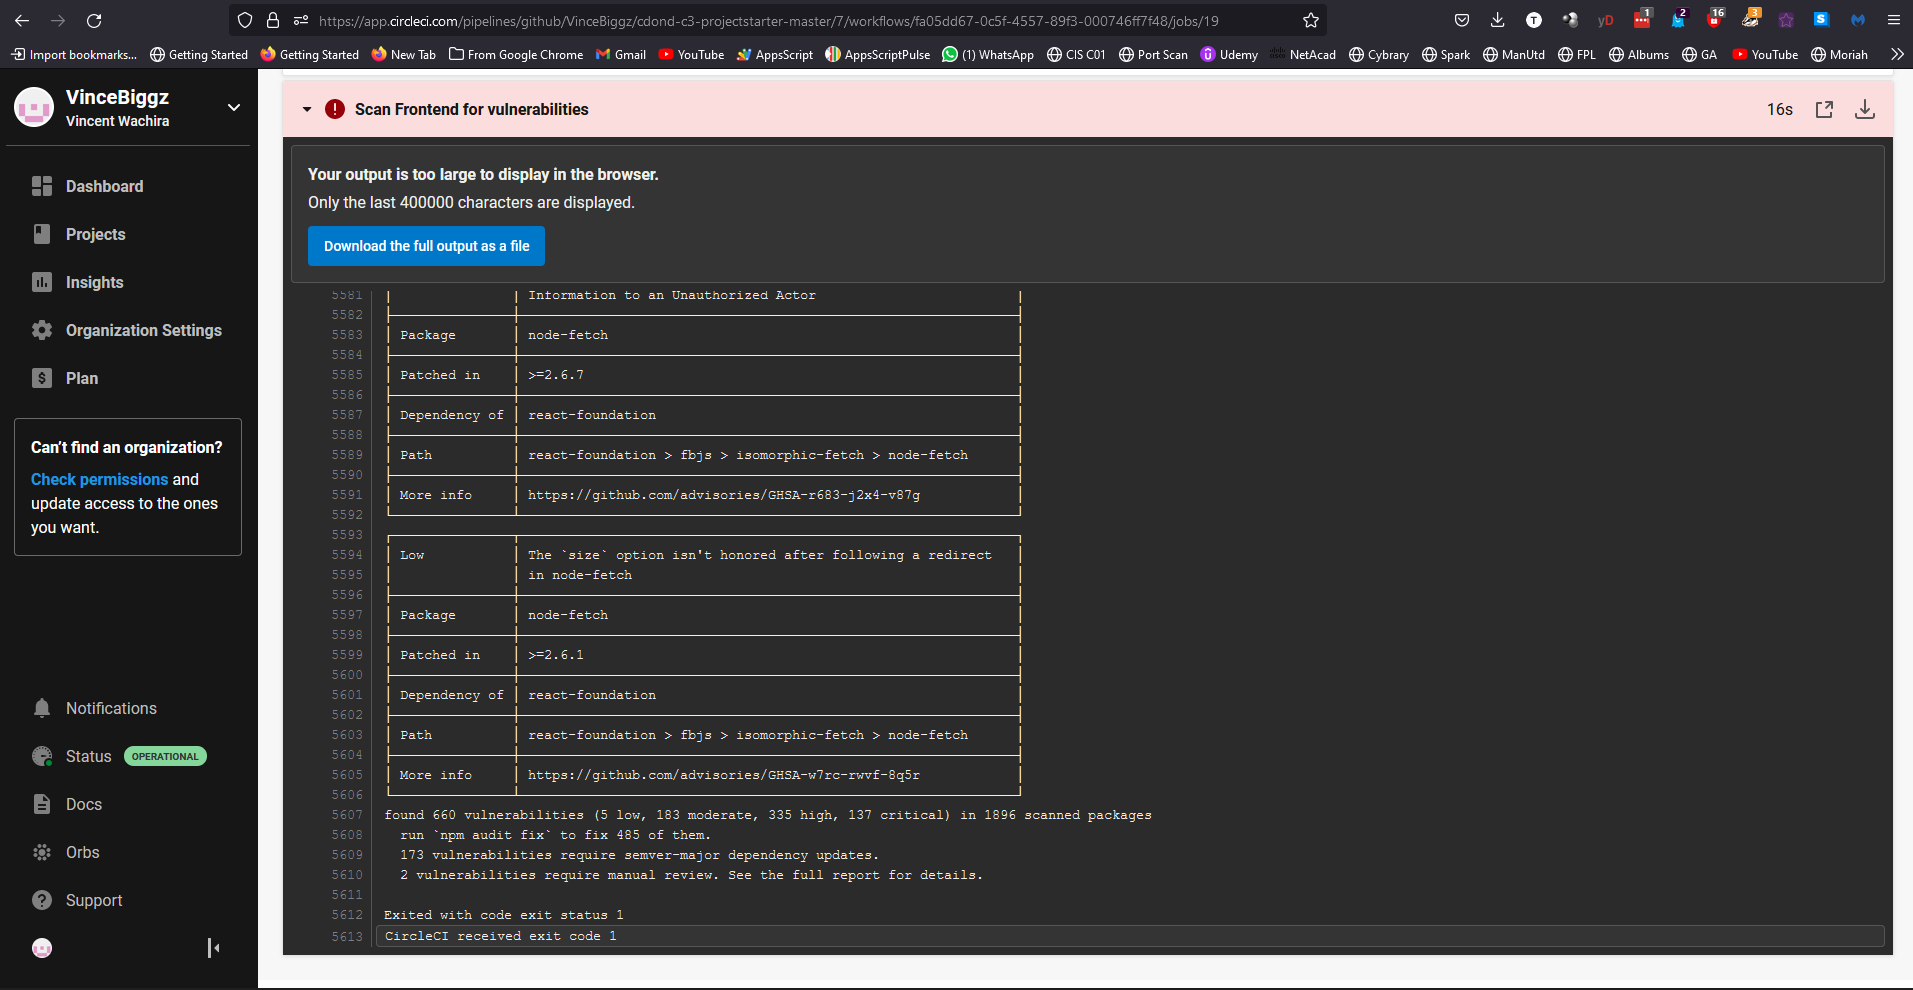 https://app.circleci.com/pipelines/github/VinceBiggz/cdond-c3-projectstarter-master/7/workflows/fa05dd67-0c5f-4557-89f3-000746ff7f48/jobs/19
T
yD
1
2
16
3
S
Import bookmarks...
Getting Started
Getting Started
New Tab
From Google Chrome
Gmail
YouTube
AppsScript
AppsScriptPulse
(1) WhatsApp
CIS C01
Port Scan
Udemy
NetAcad
Cybrary
Spark
ManUtd
FPL
Albums
GA
YouTube
Moriah
VinceBiggz
Vincent Wachira
Dashboard
Projects
Insights
Organization Settings
Plan
Can't find an organization?
Check permissions and
update access to the ones
you want.
Notifications
Status OPERATIONAL
Docs
Orbs
Support
Scan Frontend for vulnerabilities
16s
Your output is too large to display in the browser.
Only the last 400000 characters are displayed.
Download the full output as a file
5581 Information to an Unauthorized Actor
5582
5583 Package node-fetch
5584
5585 Patched in >=2.6.7
5586
5587 Dependency of react-foundation
5588
5589 Path react-foundation > fbjs > isomorphic-fetch > node-fetch
5590
5591 More info https://github.com/advisories/GHSA-r683-j2x4-v87g
5592
5593
5594 Low The `size` option isn't honored after following a redirect
5595 in node-fetch
5596
5597 Package node-fetch
5598
5599 Patched in >=2.6.1
5600
5601 Dependency of react-foundation
5602
5603 Path react-foundation > fbjs > isomorphic-fetch > node-fetch
5604
5605 More info https://github.com/advisories/GHSA-w7rc-rwvf-8q5r
5606
5607 found 660 vulnerabilities (5 low, 183 moderate, 335 high, 137 critical) in 1896 scanned packages
5608 run `npm audit fix` to fix 485 of them.
5609 173 vulnerabilities require semver-major dependency updates.
5610 2 vulnerabilities require manual review. See the full report for details.
5611
5612 Exited with code exit status 1
5613 CircleCI received exit code 1